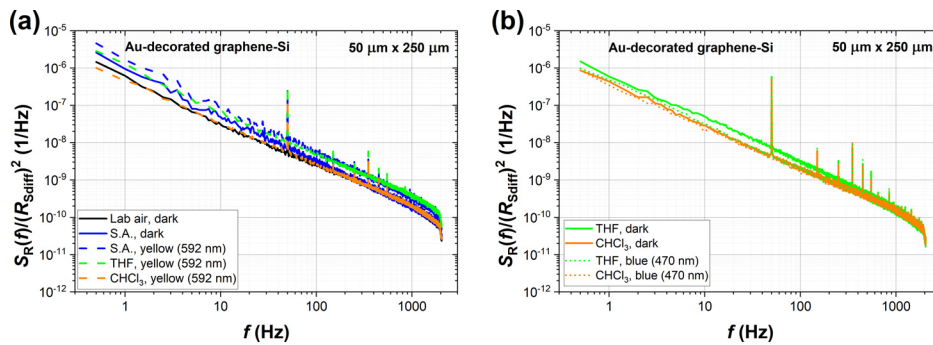 (a)
Au-decorated graphene-Si 50 µm x 250 µm
10⁻⁵
10⁻⁶
10⁻⁷
10⁻⁸
10⁻⁹
10⁻¹⁰
10⁻¹¹
10⁻¹²
S_R(f)/(R_Sdiff)² (1/Hz)
Lab air, dark
S.A., dark
S.A., yellow (592 nm)
THF, yellow (592 nm)
CHCl₃, yellow (592 nm)
1 10 100 1000
f (Hz)
(b)
Au-decorated graphene-Si 50 µm x 250 µm
10⁻⁵
10⁻⁶
10⁻⁷
10⁻⁸
10⁻⁹
10⁻¹⁰
10⁻¹¹
10⁻¹²
S_R(f)/(R_Sdiff)² (1/Hz)
THF, dark
CHCl₃, dark
THF, blue (470 nm)
CHCl₃, blue (470 nm)
1 10 100 1000
f (Hz)